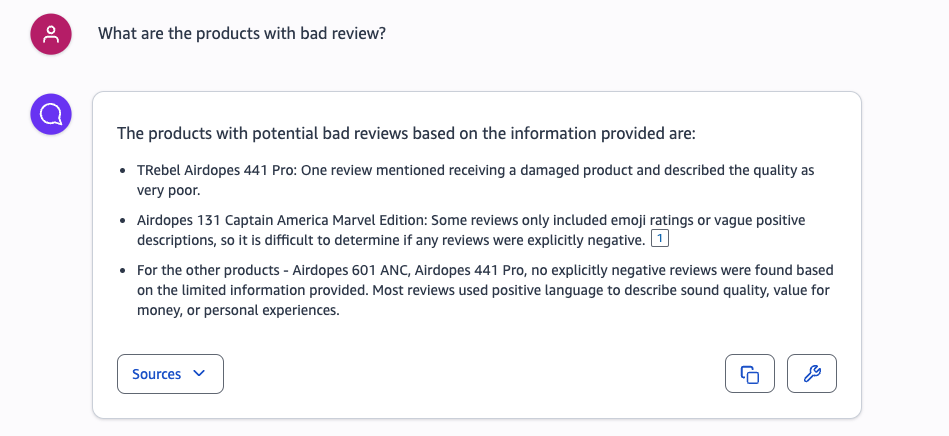 What are the products with bad review?
The products with potential bad reviews based on the information provided are:
• TRebel Airdopes 441 Pro: One review mentioned receiving a damaged product and described the quality as
very poor.
• Airdopes 131 Captain America Marvel Edition: Some reviews only included emoji ratings or vague positive
descriptions, so it is difficult to determine if any reviews were explicitly negative. 1
• For the other products - Airdopes 601 ANC, Airdopes 441 Pro, no explicitly negative reviews were found based
on the limited information provided. Most reviews used positive language to describe sound quality, value for
money, or personal experiences.
Sources